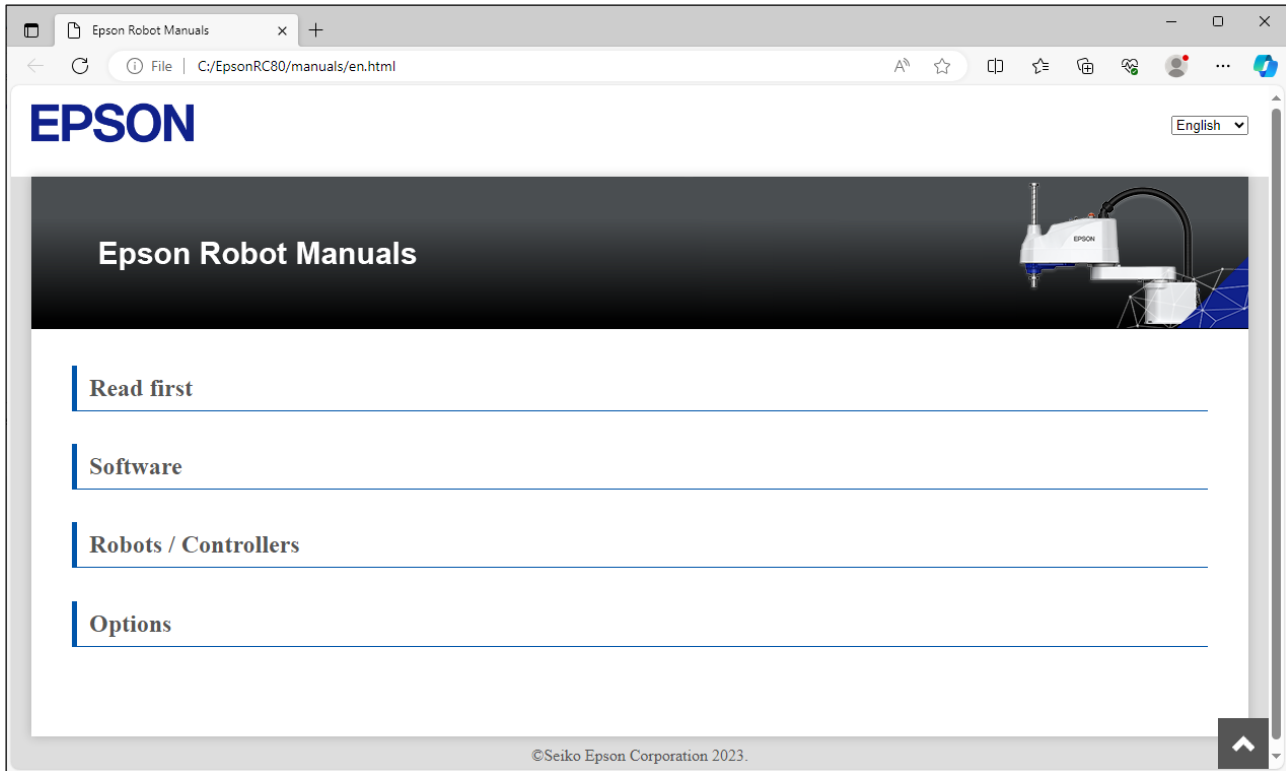 Epson Robot Manuals
File
C:/EpsonRC80/manuals/en.html
EPSON
English
Epson Robot Manuals
EPSON
Read first
Software
Robots / Controllers
Options
©Seiko Epson Corporation 2023.